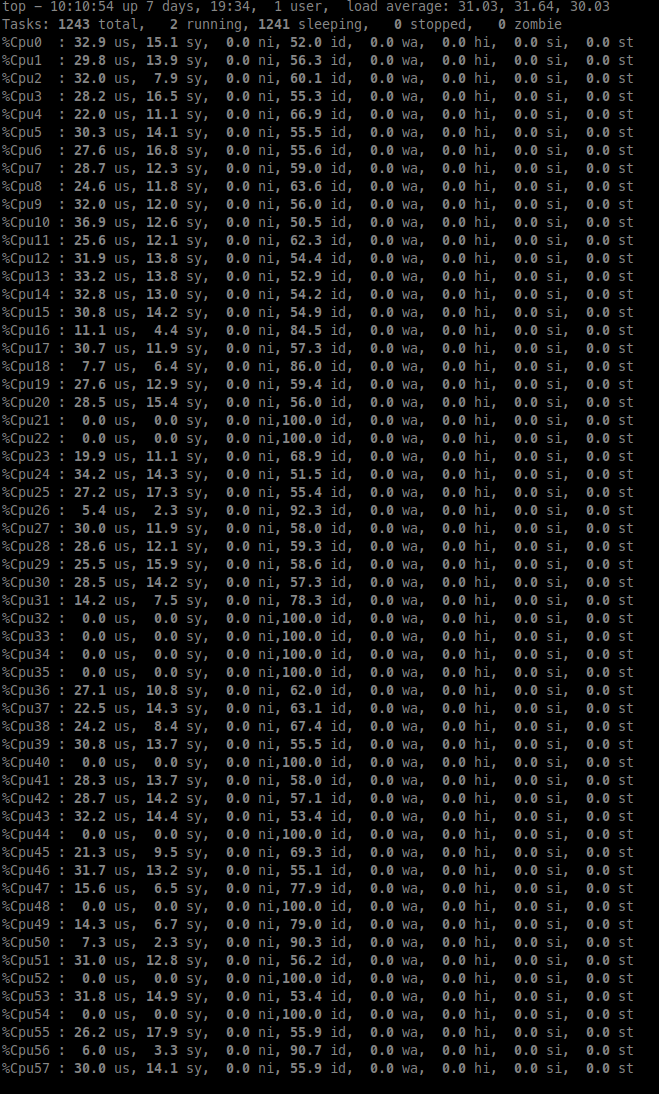 top – 10:10:54 up 7 days, 19:34,  1 user,  load average: 31.03, 31.64, 30.03
Tasks: 1243 total,   2 running, 1241 sleeping,   0 stopped,   0 zombie
%Cpu0  : 32.9 us, 15.1 sy,  0.0 ni, 52.0 id,  0.0 wa,  0.0 hi,  0.0 si,  0.0 st
%Cpu1  : 29.8 us, 13.9 sy,  0.0 ni, 56.3 id,  0.0 wa,  0.0 hi,  0.0 si,  0.0 st
%Cpu2  : 32.0 us,  7.9 sy,  0.0 ni, 60.1 id,  0.0 wa,  0.0 hi,  0.0 si,  0.0 st
%Cpu3  : 28.2 us, 16.5 sy,  0.0 ni, 55.3 id,  0.0 wa,  0.0 hi,  0.0 si,  0.0 st
%Cpu4  : 22.0 us, 11.1 sy,  0.0 ni, 66.9 id,  0.0 wa,  0.0 hi,  0.0 si,  0.0 st
%Cpu5  : 30.3 us, 14.1 sy,  0.0 ni, 55.5 id,  0.0 wa,  0.0 hi,  0.0 si,  0.0 st
%Cpu6  : 27.6 us, 16.8 sy,  0.0 ni, 55.6 id,  0.0 wa,  0.0 hi,  0.0 si,  0.0 st
%Cpu7  : 28.7 us, 12.3 sy,  0.0 ni, 59.0 id,  0.0 wa,  0.0 hi,  0.0 si,  0.0 st
%Cpu8  : 24.6 us, 11.8 sy,  0.0 ni, 63.6 id,  0.0 wa,  0.0 hi,  0.0 si,  0.0 st
%Cpu9  : 32.0 us, 12.0 sy,  0.0 ni, 56.0 id,  0.0 wa,  0.0 hi,  0.0 si,  0.0 st
%Cpu10 : 36.9 us, 12.6 sy,  0.0 ni, 50.5 id,  0.0 wa,  0.0 hi,  0.0 si,  0.0 st
%Cpu11 : 25.6 us, 12.1 sy,  0.0 ni, 62.3 id,  0.0 wa,  0.0 hi,  0.0 si,  0.0 st
%Cpu12 : 31.9 us, 13.8 sy,  0.0 ni, 54.4 id,  0.0 wa,  0.0 hi,  0.0 si,  0.0 st
%Cpu13 : 33.2 us, 13.8 sy,  0.0 ni, 52.9 id,  0.0 wa,  0.0 hi,  0.0 si,  0.0 st
%Cpu14 : 32.8 us, 13.0 sy,  0.0 ni, 54.2 id,  0.0 wa,  0.0 hi,  0.0 si,  0.0 st
%Cpu15 : 30.8 us, 14.2 sy,  0.0 ni, 54.9 id,  0.0 wa,  0.0 hi,  0.0 si,  0.0 st
%Cpu16 : 11.1 us,  4.4 sy,  0.0 ni, 84.5 id,  0.0 wa,  0.0 hi,  0.0 si,  0.0 st
%Cpu17 : 30.7 us, 11.9 sy,  0.0 ni, 57.3 id,  0.0 wa,  0.0 hi,  0.0 si,  0.0 st
%Cpu18 :  7.7 us,  6.4 sy,  0.0 ni, 86.0 id,  0.0 wa,  0.0 hi,  0.0 si,  0.0 st
%Cpu19 : 27.6 us, 12.9 sy,  0.0 ni, 59.4 id,  0.0 wa,  0.0 hi,  0.0 si,  0.0 st
%Cpu20 : 28.5 us, 15.4 sy,  0.0 ni, 56.0 id,  0.0 wa,  0.0 hi,  0.0 si,  0.0 st
%Cpu21 :  0.0 us,  0.0 sy,  0.0 ni,100.0 id,  0.0 wa,  0.0 hi,  0.0 si,  0.0 st
%Cpu22 :  0.0 us,  0.0 sy,  0.0 ni,100.0 id,  0.0 wa,  0.0 hi,  0.0 si,  0.0 st
%Cpu23 : 19.9 us, 11.1 sy,  0.0 ni, 68.9 id,  0.0 wa,  0.0 hi,  0.0 si,  0.0 st
%Cpu24 : 34.2 us, 14.3 sy,  0.0 ni, 51.5 id,  0.0 wa,  0.0 hi,  0.0 si,  0.0 st
%Cpu25 : 27.2 us, 17.3 sy,  0.0 ni, 55.4 id,  0.0 wa,  0.0 hi,  0.0 si,  0.0 st
%Cpu26 :  5.4 us,  2.3 sy,  0.0 ni, 92.3 id,  0.0 wa,  0.0 hi,  0.0 si,  0.0 st
%Cpu27 : 30.0 us, 11.9 sy,  0.0 ni, 58.0 id,  0.0 wa,  0.0 hi,  0.0 si,  0.0 st
%Cpu28 : 28.6 us, 12.1 sy,  0.0 ni, 59.3 id,  0.0 wa,  0.0 hi,  0.0 si,  0.0 st
%Cpu29 : 25.5 us, 15.9 sy,  0.0 ni, 58.6 id,  0.0 wa,  0.0 hi,  0.0 si,  0.0 st
%Cpu30 : 28.5 us, 14.2 sy,  0.0 ni, 57.3 id,  0.0 wa,  0.0 hi,  0.0 si,  0.0 st
%Cpu31 : 14.2 us,  7.5 sy,  0.0 ni, 78.3 id,  0.0 wa,  0.0 hi,  0.0 si,  0.0 st
%Cpu32 :  0.0 us,  0.0 sy,  0.0 ni,100.0 id,  0.0 wa,  0.0 hi,  0.0 si,  0.0 st
%Cpu33 :  0.0 us,  0.0 sy,  0.0 ni,100.0 id,  0.0 wa,  0.0 hi,  0.0 si,  0.0 st
%Cpu34 :  0.0 us,  0.0 sy,  0.0 ni,100.0 id,  0.0 wa,  0.0 hi,  0.0 si,  0.0 st
%Cpu35 :  0.0 us,  0.0 sy,  0.0 ni,100.0 id,  0.0 wa,  0.0 hi,  0.0 si,  0.0 st
%Cpu36 : 27.1 us, 10.8 sy,  0.0 ni, 62.0 id,  0.0 wa,  0.0 hi,  0.0 si,  0.0 st
%Cpu37 : 22.5 us, 14.3 sy,  0.0 ni, 63.1 id,  0.0 wa,  0.0 hi,  0.0 si,  0.0 st
%Cpu38 : 24.2 us,  8.4 sy,  0.0 ni, 67.4 id,  0.0 wa,  0.0 hi,  0.0 si,  0.0 st
%Cpu39 : 30.8 us, 13.7 sy,  0.0 ni, 55.5 id,  0.0 wa,  0.0 hi,  0.0 si,  0.0 st
%Cpu40 :  0.0 us,  0.0 sy,  0.0 ni,100.0 id,  0.0 wa,  0.0 hi,  0.0 si,  0.0 st
%Cpu41 : 28.3 us, 13.7 sy,  0.0 ni, 58.0 id,  0.0 wa,  0.0 hi,  0.0 si,  0.0 st
%Cpu42 : 28.7 us, 14.2 sy,  0.0 ni, 57.1 id,  0.0 wa,  0.0 hi,  0.0 si,  0.0 st
%Cpu43 : 32.2 us, 14.4 sy,  0.0 ni, 53.4 id,  0.0 wa,  0.0 hi,  0.0 si,  0.0 st
%Cpu44 :  0.0 us,  0.0 sy,  0.0 ni,100.0 id,  0.0 wa,  0.0 hi,  0.0 si,  0.0 st
%Cpu45 : 21.3 us,  9.5 sy,  0.0 ni, 69.3 id,  0.0 wa,  0.0 hi,  0.0 si,  0.0 st
%Cpu46 : 31.7 us, 13.2 sy,  0.0 ni, 55.1 id,  0.0 wa,  0.0 hi,  0.0 si,  0.0 st
%Cpu47 : 15.6 us,  6.5 sy,  0.0 ni, 77.9 id,  0.0 wa,  0.0 hi,  0.0 si,  0.0 st
%Cpu48 :  0.0 us,  0.0 sy,  0.0 ni,100.0 id,  0.0 wa,  0.0 hi,  0.0 si,  0.0 st
%Cpu49 : 14.3 us,  6.7 sy,  0.0 ni, 79.0 id,  0.0 wa,  0.0 hi,  0.0 si,  0.0 st
%Cpu50 :  7.3 us,  2.3 sy,  0.0 ni, 90.3 id,  0.0 wa,  0.0 hi,  0.0 si,  0.0 st
%Cpu51 : 31.0 us, 12.8 sy,  0.0 ni, 56.2 id,  0.0 wa,  0.0 hi,  0.0 si,  0.0 st
%Cpu52 :  0.0 us,  0.0 sy,  0.0 ni,100.0 id,  0.0 wa,  0.0 hi,  0.0 si,  0.0 st
%Cpu53 : 31.8 us, 14.9 sy,  0.0 ni, 53.4 id,  0.0 wa,  0.0 hi,  0.0 si,  0.0 st
%Cpu54 :  0.0 us,  0.0 sy,  0.0 ni,100.0 id,  0.0 wa,  0.0 hi,  0.0 si,  0.0 st
%Cpu55 : 26.2 us, 17.9 sy,  0.0 ni, 55.9 id,  0.0 wa,  0.0 hi,  0.0 si,  0.0 st
%Cpu56 :  6.0 us,  3.3 sy,  0.0 ni, 90.7 id,  0.0 wa,  0.0 hi,  0.0 si,  0.0 st
%Cpu57 : 30.0 us, 14.1 sy,  0.0 ni, 55.9 id,  0.0 wa,  0.0 hi,  0.0 si,  0.0 st